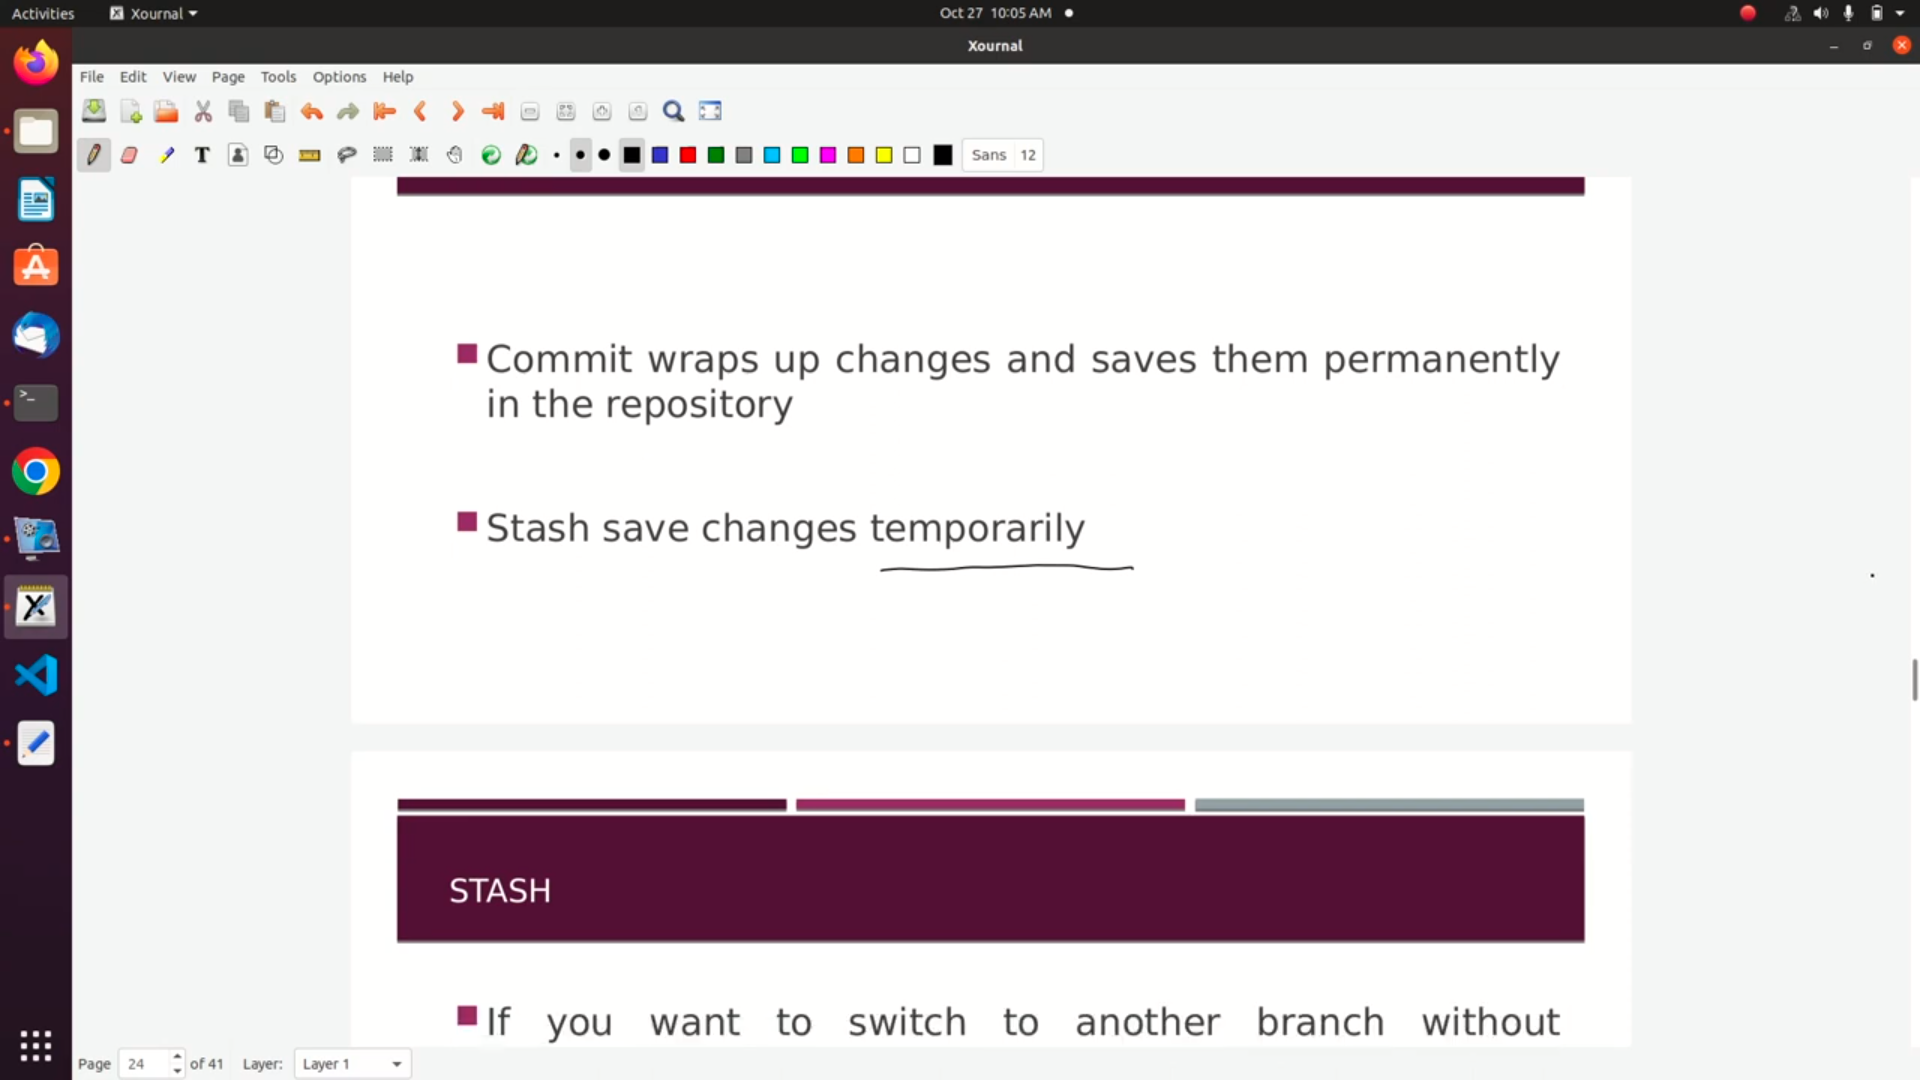 Activities Xournal Oct 27 10:05 AM
Xournal
File Edit View Page Tools Options Help
T Sans 12
Commit wraps up changes and saves them permanently
in the repository
Stash save changes temporarily
STASH
If you want to switch to another branch without
Page 24 of 41 Layer: Layer 1